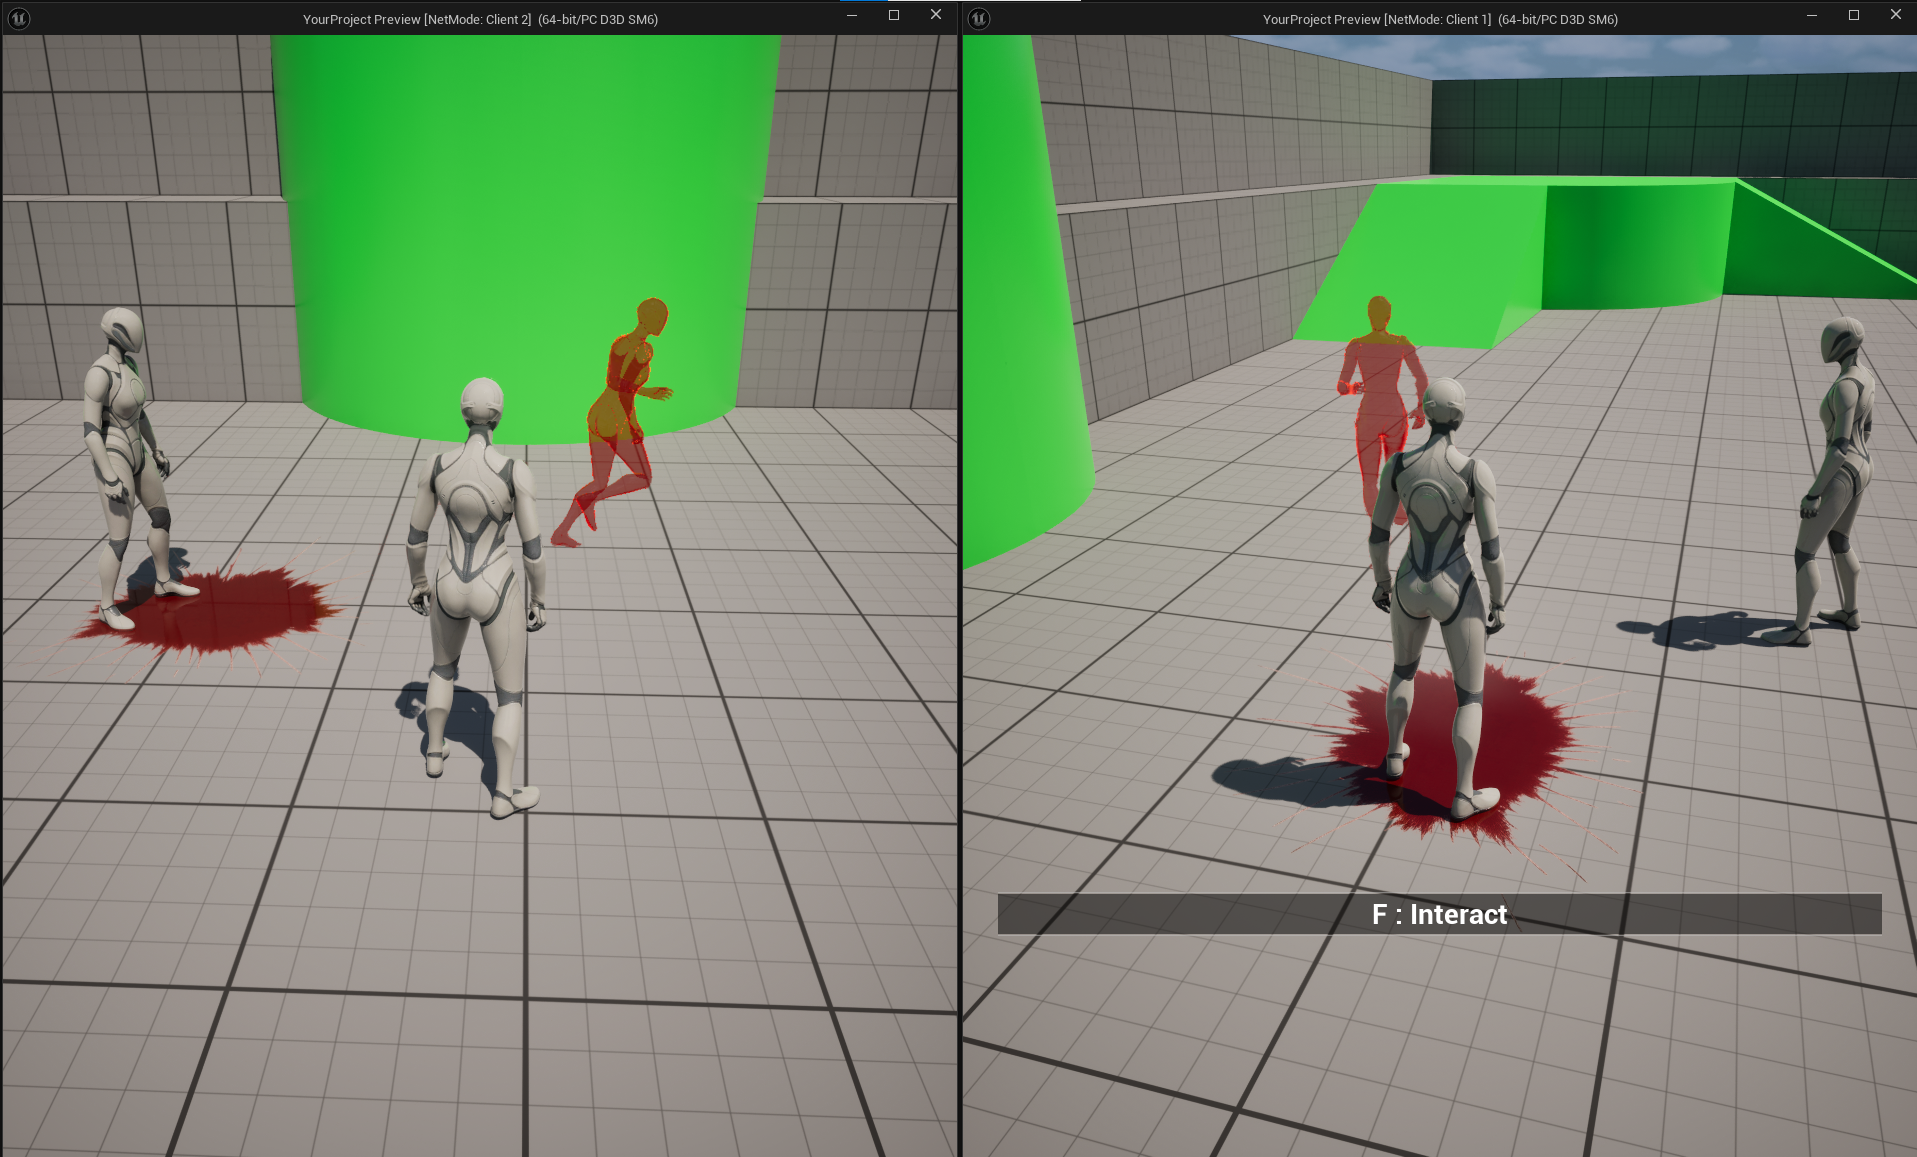 YourProject Preview [NetMode: Client 2] (64-bit/PC D3D SM6)
YourProject Preview [NetMode: Client 1] (64-bit/PC D3D SM6)
F : Interact